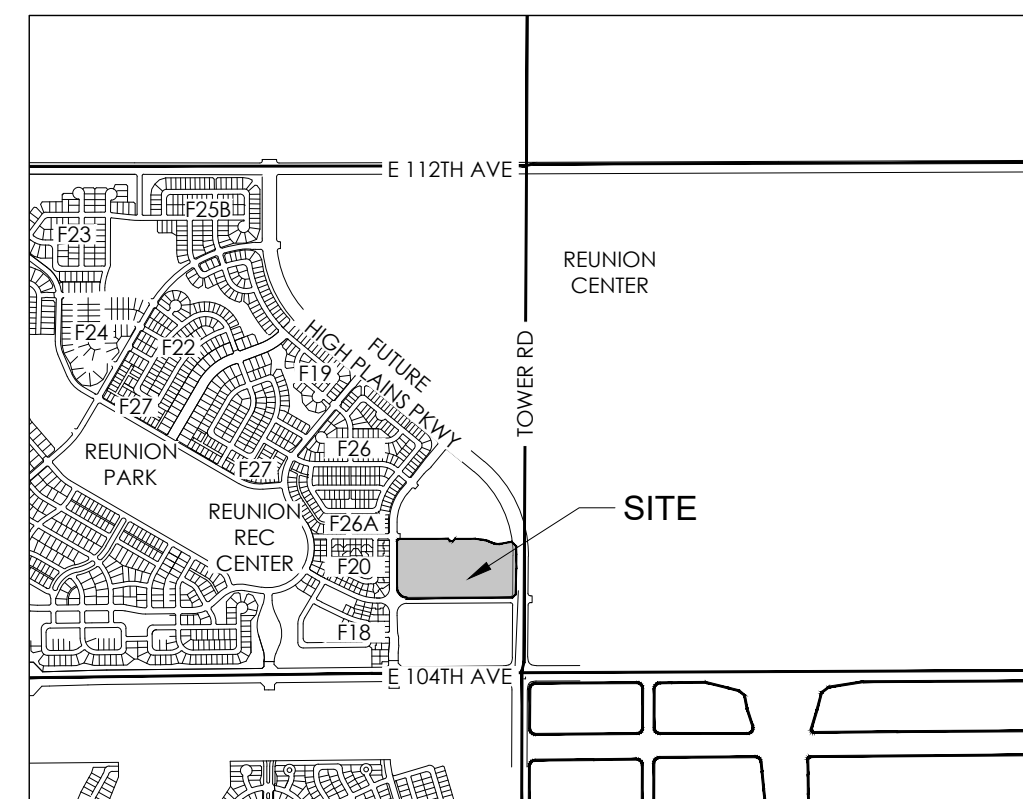 E 112TH AVE
F25B
F23
REUNION
CENTER
F24
F22
FUTURE
HIGH PLAINS PKWY
TOWER RD
F19
F27
REUNION
PARK
F26
F27
REUNION
REC
CENTER
F26A
SITE
F20
F18
E 104TH AVE